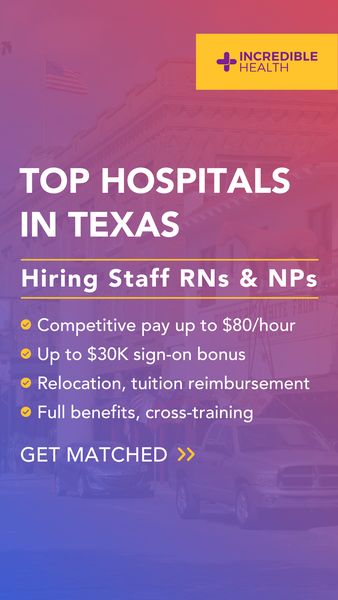 INCREDIBLE
HEALTH
TOP HOSPITALS
IN TEXAS
Hiring Staff RNs & NPs
Competitive pay up to $80/hour
Up to $30K sign-on bonus
Relocation, tuition reimbursement
Full benefits, cross-training
GET MATCHED